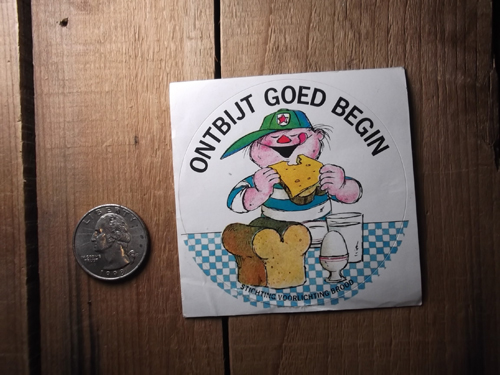 ONTBIJT GOED BEGIN
STICHTING VOORLICHTING BROOD